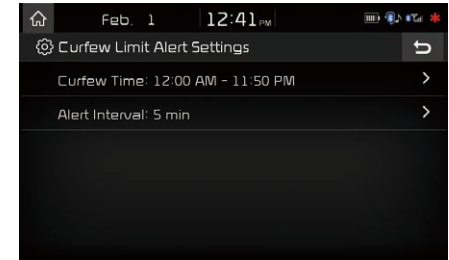 Feb. 1 12:41 PM
Curfew Limit Alert Settings
Curfew Time: 12:00 AM - 11:50 PM
Alert Interval: 5 min